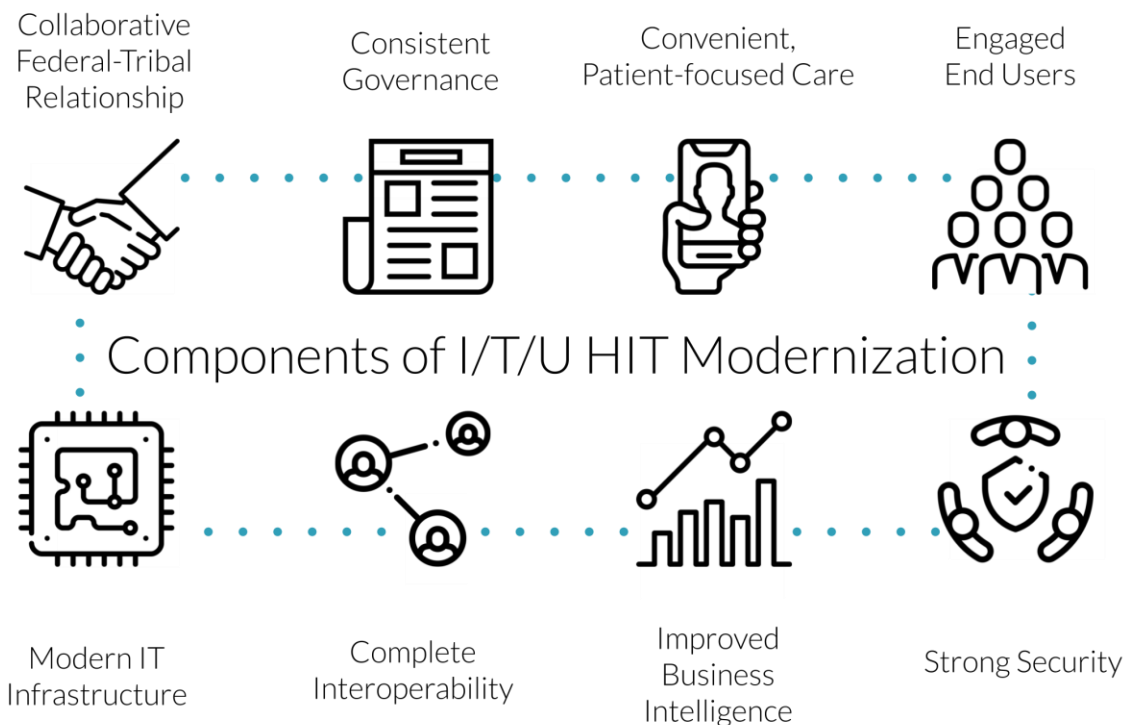 Collaborative
Federal-Tribal
Relationship
Consistent
Governance
Convenient,
Patient-focused Care
Engaged
End Users
Components of I/T/U HIT Modernization
Modern IT
Infrastructure
Complete
Interoperability
Improved
Business
Intelligence
Strong Security